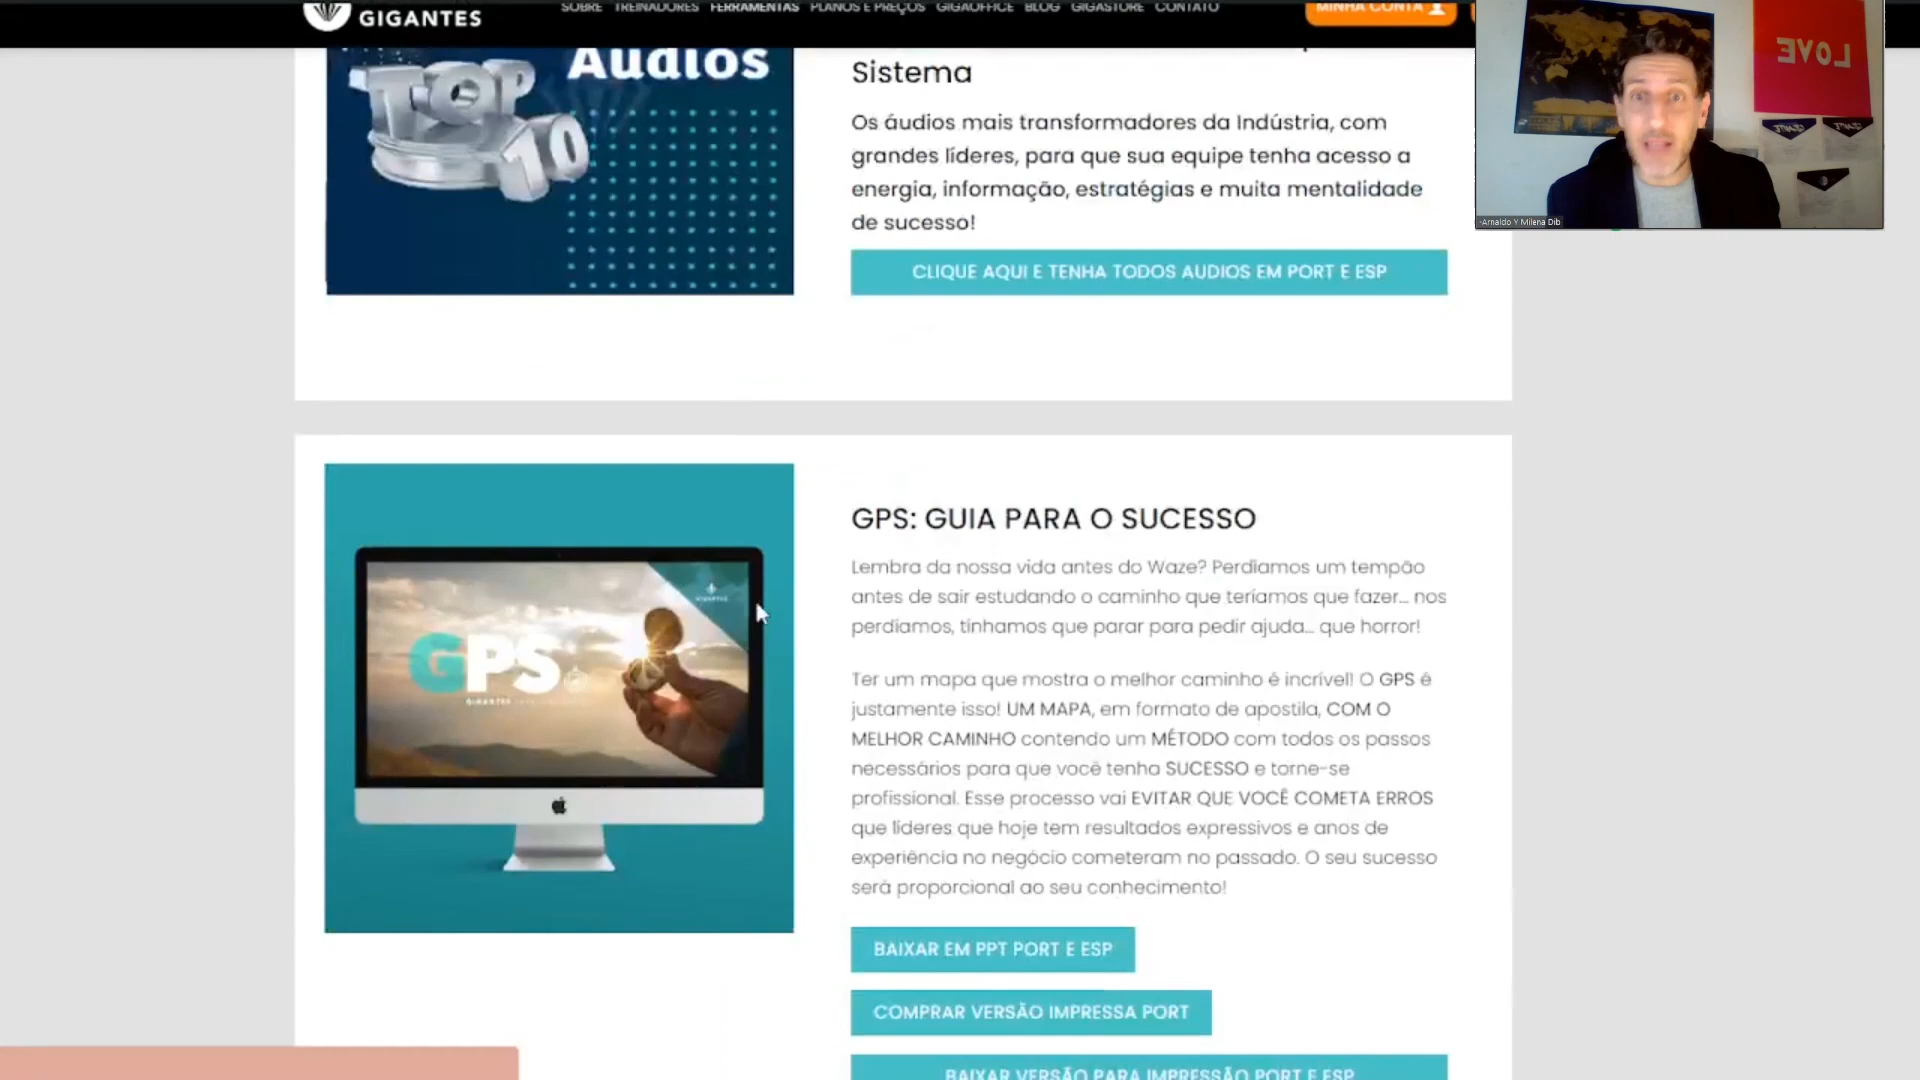 GIGANTES
SOBRE TREINADORES FERRAMENTAS PLANOS E PREÇOS GIGAOFFICE BLOG GIGASTORE CONTATO
MINHA CONTA
LOVE
Audios
TOP
10
Sistema
Os áudios mais transformadores da Indústria, com
grandes líderes, para que sua equipe tenha acesso a
energia, informação, estratégias e muita mentalidade
de sucesso!
-Arnaldo Y Milena Dib
CLIQUE AQUI E TENHA TODOS AUDIOS EM PORT E ESP
GPS
GIGANTES
GPS: GUIA PARA O SUCESSO
Lembra da nossa vida antes do Waze? Perdiamos um tempão
antes de sair estudando o caminho que teríamos que fazer... nos
perdiamos, tinhamos que parar para pedir ajuda... que horror!
Ter um mapa que mostra o melhor caminho é incrível! O GPS é
justamente isso! UM MAPA, em formato de apostila, COM O
MELHOR CAMINHO contendo um MÉTODO com todos os passos
necessários para que você tenha SUCESSO e torne-se
profissional. Esse processo vai EVITAR QUE VOCÊ COMETA ERROS
que líderes que hoje tem resultados expressivos e anos de
experiência no negócio cometeram no passado. O seu sucesso
será proporcional ao seu conhecimento!
BAIXAR EM PPT PORT E ESP
COMPRAR VERSÃO IMPRESSA PORT
BAIXAR VERSÃO PARA IMPRESSÃO PORT E ESP